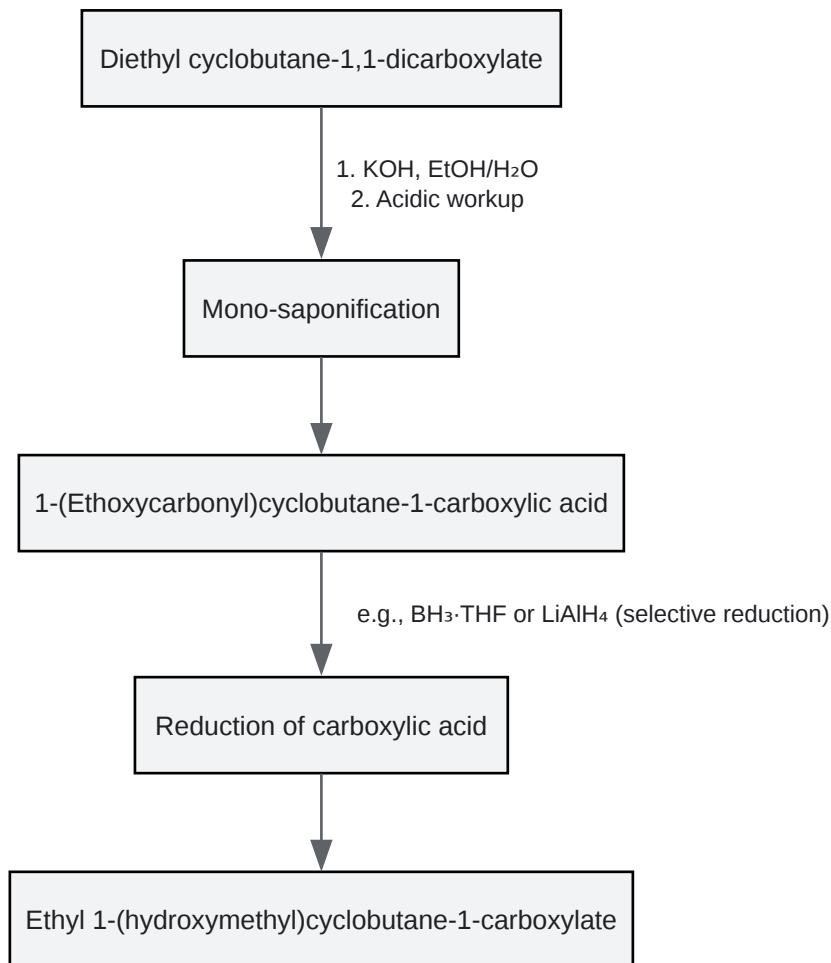 Diethyl cyclobutane-1,1-dicarboxylate
1. KOH, EtOH/H₂O
2. Acidic workup
Mono-saponification
1-(Ethoxycarbonyl)cyclobutane-1-carboxylic acid
e.g., BH₃·THF or LiAlH₄ (selective reduction)
Reduction of carboxylic acid
Ethyl 1-(hydroxymethyl)cyclobutane-1-carboxylate